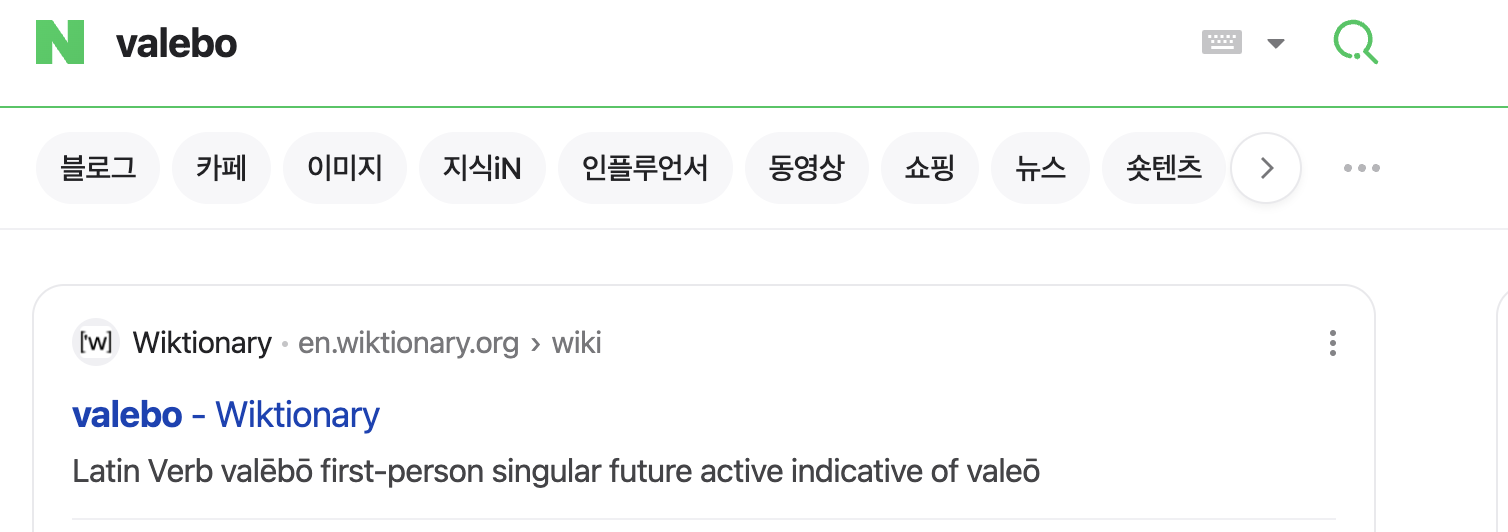 N valebo
블로그 카페 이미지 지식iN 인플루언서 동영상 쇼핑 뉴스 숏텐츠
['w] Wiktionary · en.wiktionary.org › wiki
valebo - Wiktionary
Latin Verb valēbō first-person singular future active indicative of valeō